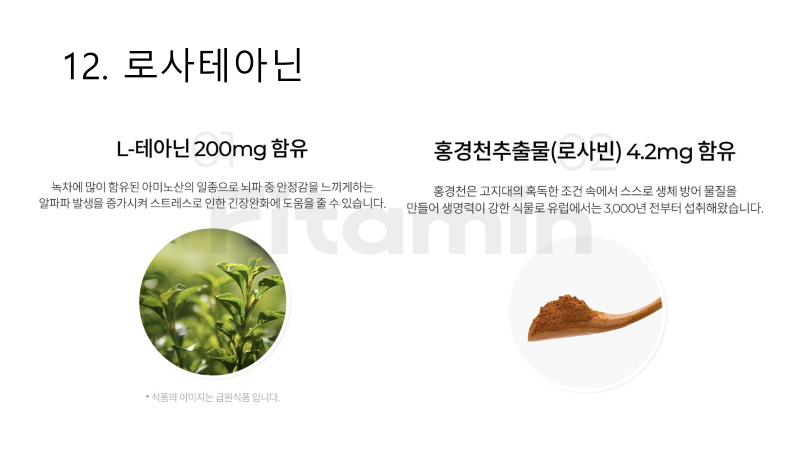 12. 로사테아닌
01
L-테아닌 200mg 함유
녹차에 많이 함유된 아미노산의 일종으로 뇌파 중 안정감을 느끼게하는
알파파 발생을 증가시켜 스트레스로 인한 긴장완화에 도움을 줄 수 있습니다.
02
홍경천추출물(로사빈) 4.2mg 함유
홍경천은 고지대의 혹독한 조건 속에서 스스로 생체 방어 물질을
만들어 생명력이 강한 식물로 유럽에서는 3,000년 전부터 섭취해왔습니다.
ritamin
* 식품의 이미지는 급원식품 입니다.